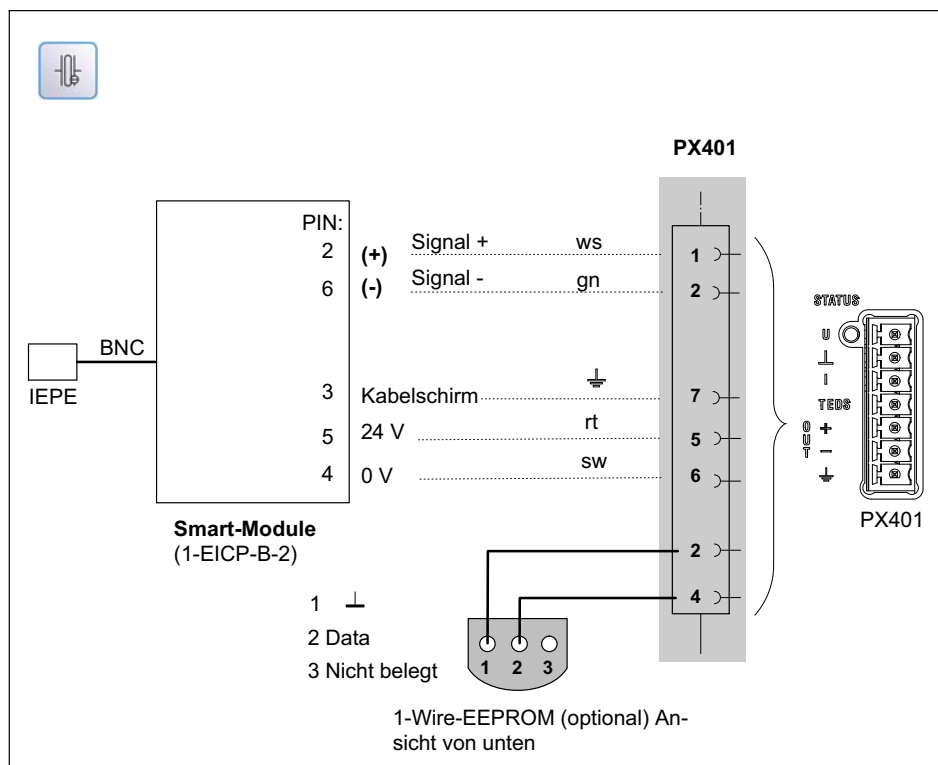 PX401
PIN:
2 (+) Signal + ws 1
6 (-) Signal - gn 2
BNC
IEPE
3 Kabelschirm 7
5 24 V rt 5
4 0 V sw 6
Smart-Module
(1-EICP-B-2)
2
4
1
2 Data
3 Nicht belegt
1 2 3
1-Wire-EEPROM (optional) An-
sicht von unten
STATUS
U
I
TEDS
OUT
+
-
PX401